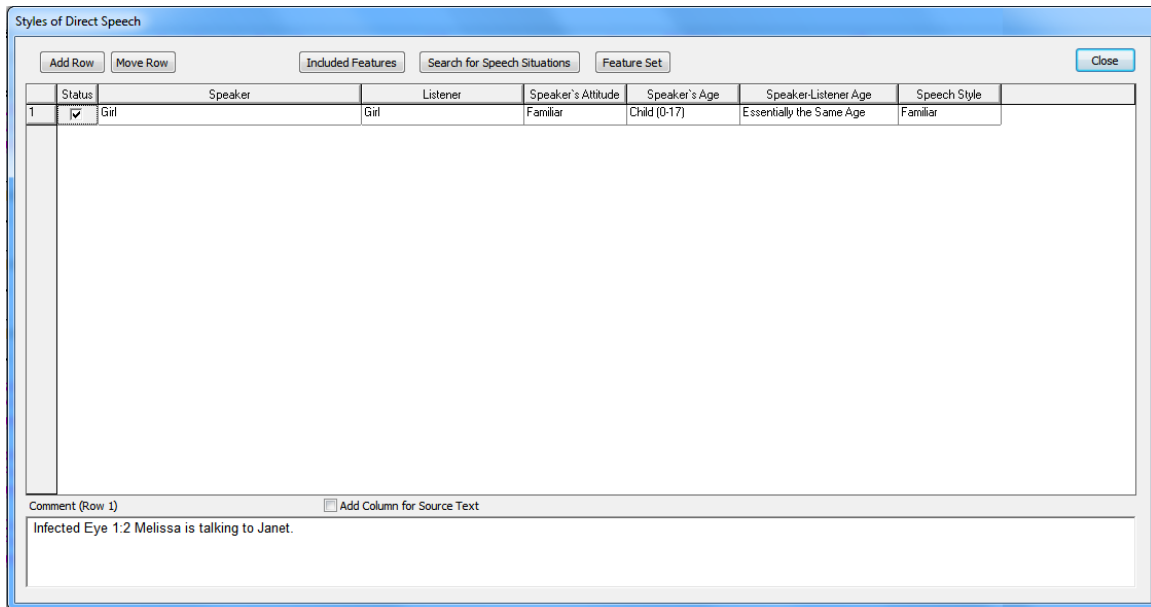 Styles of Direct Speech
Add Row Move Row Included Features Search for Speech Situations Feature Set Close
Status Speaker Listener Speaker`s Attitude Speaker`s Age Speaker-Listener Age Speech Style
1 Girl Girl Familiar Child (0-17) Essentially the Same Age Familiar
Comment (Row 1) Add Column for Source Text
Infected Eye 1:2 Melissa is talking to Janet.